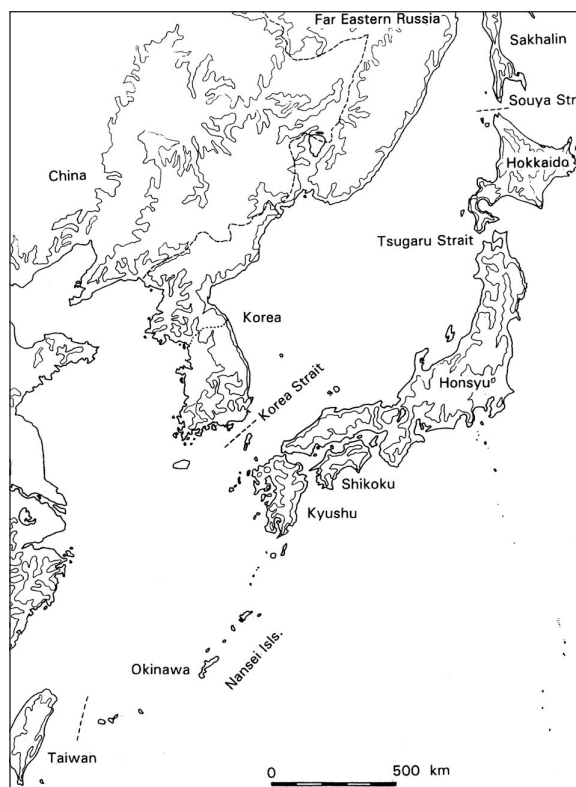 Far Eastern Russia
Sakhalin
Souya Str
China
Hokkaido
Tsugaru Strait
Korea
Korea Strait
Honsyu
Shikoku
Kyushu
Okinawa
Nansei Isls.
Taiwan
0 500 km